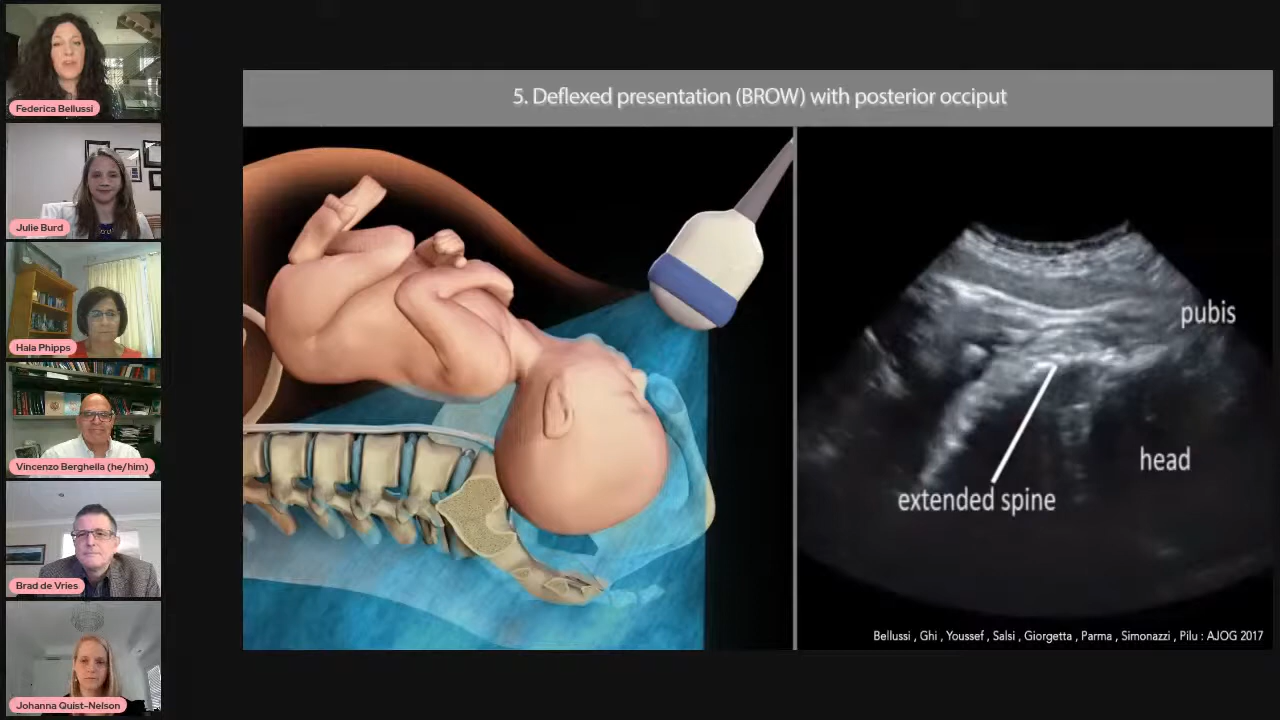 Federica Bellussi
Julie Burd
Hala Phipps
Vincenzo Berghella (he/him)
Brad de Vries
Johanna Quist-Nelson
5. Deflexed presentation (BROW) with posterior occiput
pubis
head
extended spine
Bellussi , Ghi , Youssef , Salsi , Giorgetta , Parma , Simonazzi , Pilu : AJOG 2017